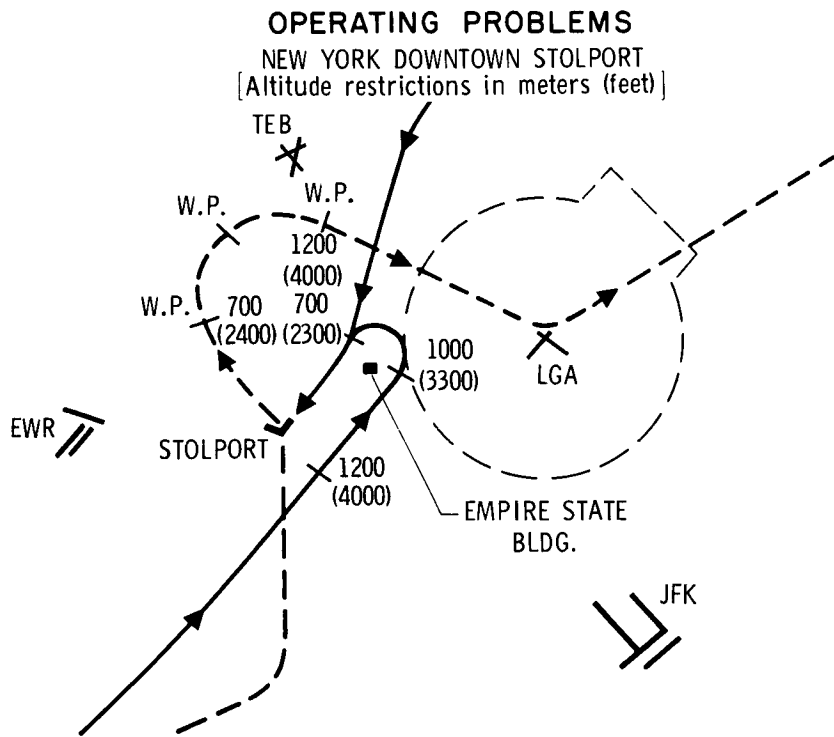 OPERATING PROBLEMS
NEW YORK DOWNTOWN STOLPORT
[Altitude restrictions in meters (feet)]
TEB
W.P.
W.P.
1200
(4000)
W.P.
700
(2400)
700
(2300)
1000
(3300)
LGA
EWR
STOLPORT
1200
(4000)
EMPIRE STATE
BLDG.
JFK